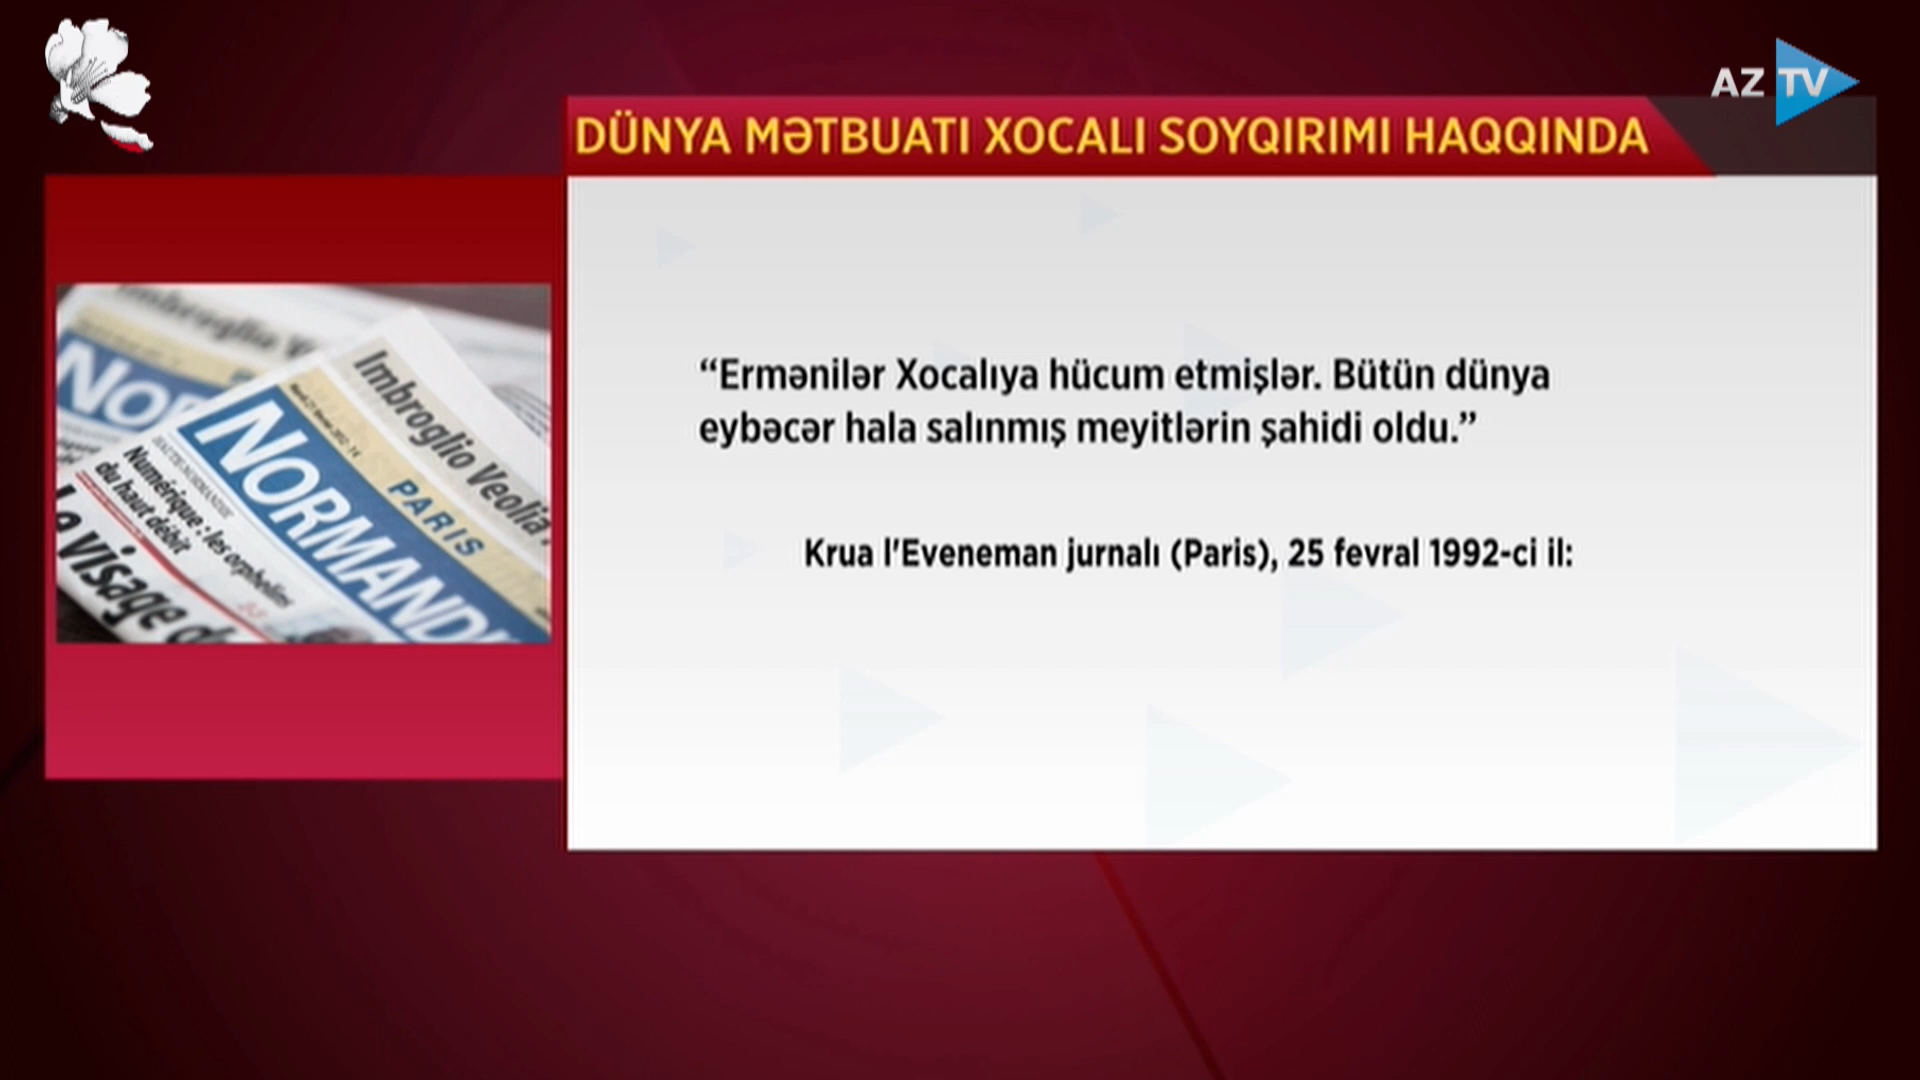 AZ TV
DÜNYA MƏTBUATI XOCALI SOYQIRIMI HAQQINDA
“Ermənilər Xocalıya hücum etmişlər. Bütün dünya
eybəcər hala salınmış meyitlərin şahidi oldu.”
Krua l'Eveneman jurnalı (Paris), 25 fevral 1992-ci il:
Imbroglio Veolia
PARIS
NORMAND
Numérique : les orphelins
du haut débit
visage